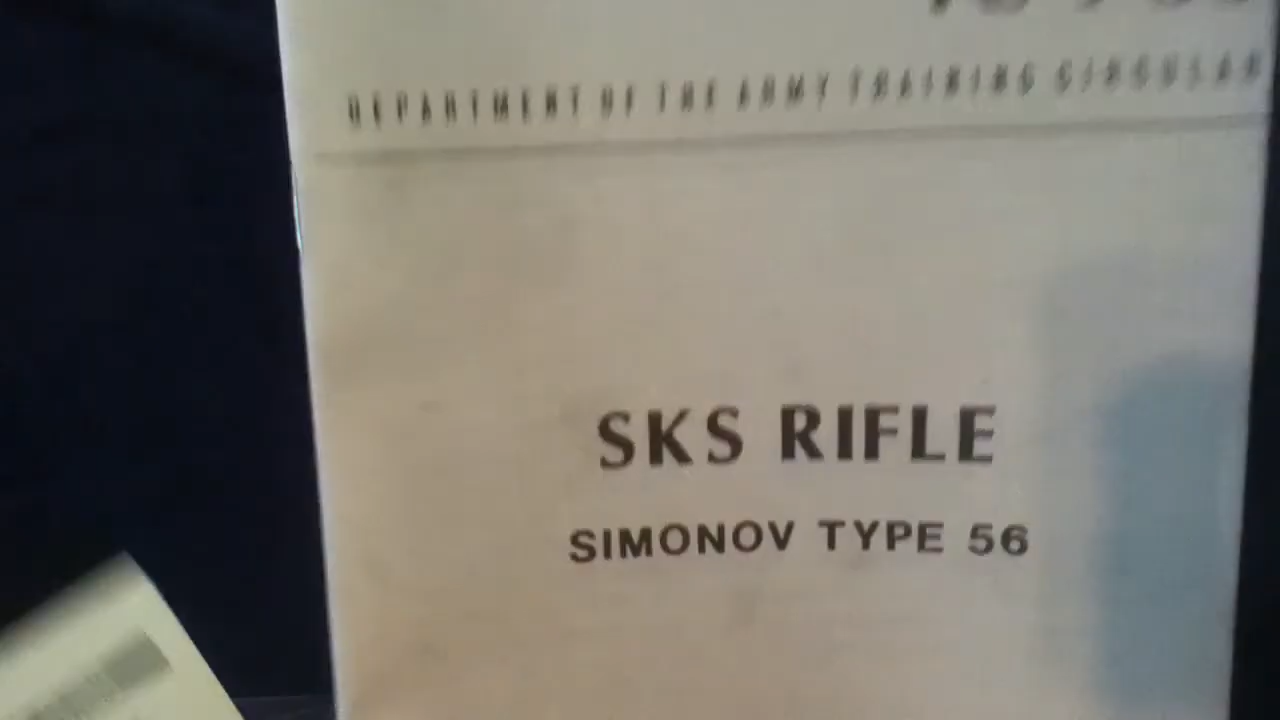 DEPARTMENT OF THE ARMY TRAINING CIRCULAR
SKS RIFLE
SIMONOV TYPE 56